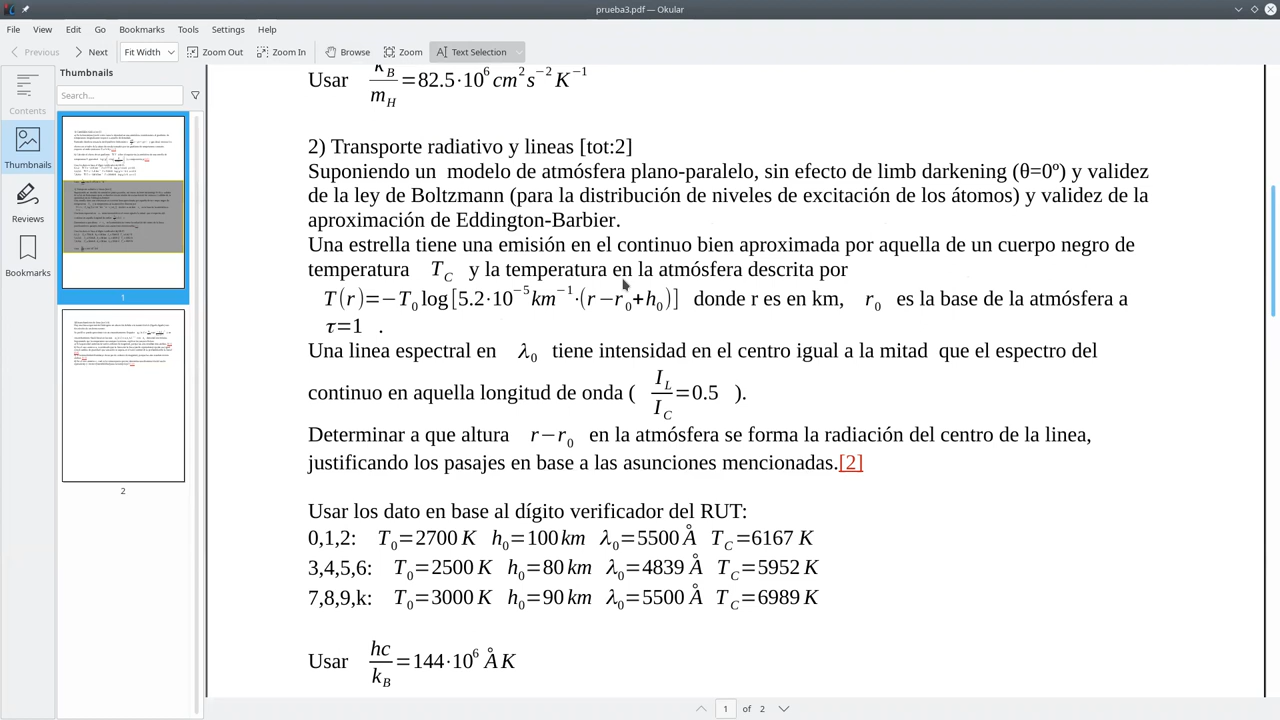 prueba3.pdf — Okular
File View Edit Go Bookmarks Tools Settings Help
Previous Next Fit Width Zoom Out Zoom In Browse Zoom Text Selection
Thumbnails
Search...
Contents
Thumbnails
Reviews
Bookmarks
1
2
Usar k_B/m_H =82.5·10^6 cm^2 s^−2 K^−1
2) Transporte radiativo y lineas [tot:2]
Suponiendo un modelo de atmósfera plano-paralelo, sin efecto de limb darkening (θ=0º) y validez
de la ley de Boltzmann (para la distribución de niveles de excitación de los átomos) y validez de la
aproximación de Eddington-Barbier.
Una estrella tiene una emisión en el continuo bien aproximada por aquella de un cuerpo negro de
temperatura T_C y la temperatura en la atmósfera descrita por
T(r)=−T_0 log[5.2·10^−5 km^−1·(r−r_0+h_0)] donde r es en km, r_0 es la base de la atmósfera a
τ=1 .
Una linea espectral en λ_0 tiene intensidad en el centro igual a la mitad que el espectro del
continuo en aquella longitud de onda ( I_L/I_C =0.5 ).
Determinar a que altura r−r_0 en la atmósfera se forma la radiación del centro de la linea,
justificando los pasajes en base a las asunciones mencionadas.[2]
Usar los dato en base al dígito verificador del RUT:
0,1,2: T_0=2700 K h_0=100 km λ_0=5500 Å T_C=6167 K
3,4,5,6: T_0=2500 K h_0=80 km λ_0=4839 Å T_C=5952 K
7,8,9,k: T_0=3000 K h_0=90 km λ_0=5500 Å T_C=6989 K
Usar hc/k_B =144·10^6 Å K
1 of 2